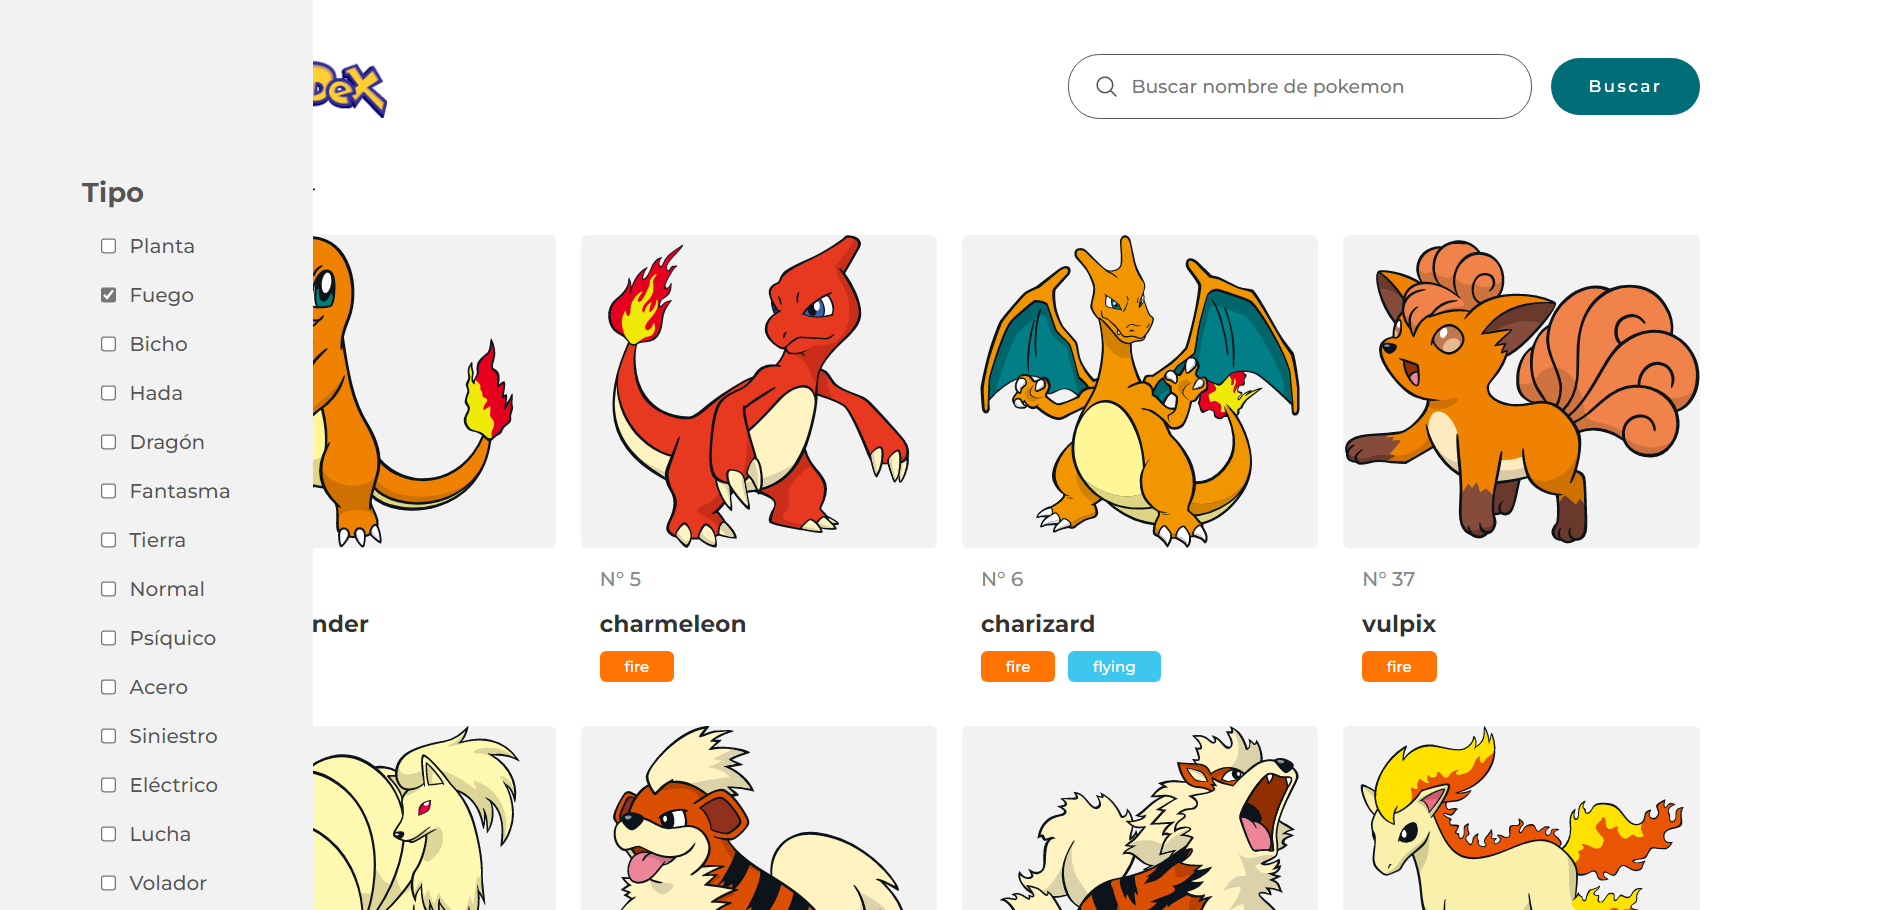 Dex
Buscar nombre de pokemon
Buscar
Tipo
Planta
Fuego
Bicho
Hada
Dragón
Fantasma
Tierra
Normal
Psíquico
Acero
Siniestro
Eléctrico
Lucha
Volador
nder
N° 5
charmeleon
fire
N° 6
charizard
fire flying
N° 37
vulpix
fire